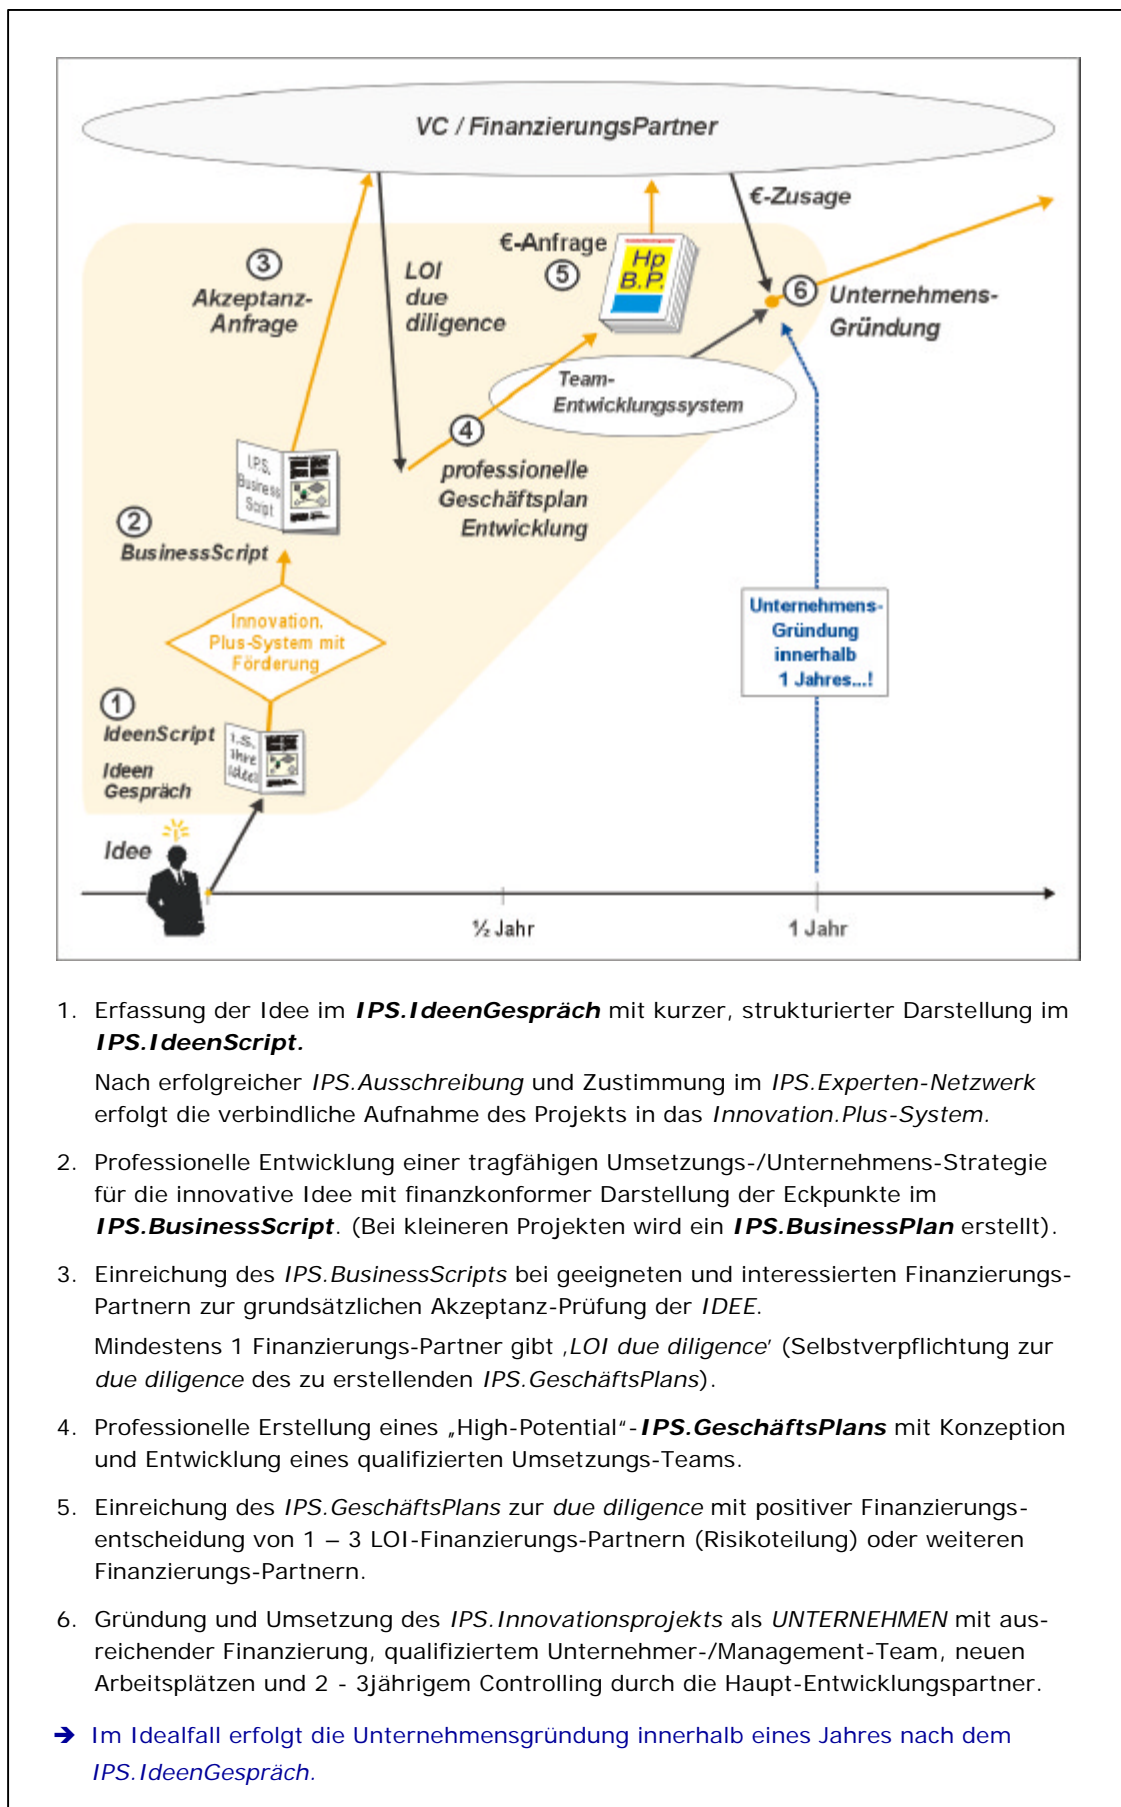 VC / FinanzierungsPartner
€-Zusage
€-Anfrage
Hp
B.P.
5
3
Akzeptanz-
Anfrage
LOI
due
diligence
6 Unternehmens-
Gründung
Team-
Entwicklungssystem
4
professionelle
Geschäftsplan
Entwicklung
I.P.S.
Business
Script
2
BusinessScript
Innovation.
Plus-System mit
Förderung
Unternehmens-
Gründung
innerhalb
1 Jahres...!
1
IdeenScript
I.S.
Ihre
Idee!
Ideen
Gespräch
Idee
½ Jahr
1 Jahr
1. Erfassung der Idee im IPS.IdeenGespräch mit kurzer, strukturierter Darstellung im
IPS.IdeenScript.
Nach erfolgreicher IPS.Ausschreibung und Zustimmung im IPS.Experten-Netzwerk
erfolgt die verbindliche Aufnahme des Projekts in das Innovation.Plus-System.
2. Professionelle Entwicklung einer tragfähigen Umsetzungs-/Unternehmens-Strategie
für die innovative Idee mit finanzkonformer Darstellung der Eckpunkte im
IPS.BusinessScript. (Bei kleineren Projekten wird ein IPS.BusinessPlan erstellt).
3. Einreichung des IPS.BusinessScripts bei geeigneten und interessierten Finanzierungs-
Partnern zur grundsätzlichen Akzeptanz-Prüfung der IDEE.
Mindestens 1 Finanzierungs-Partner gibt ‚LOI due diligence' (Selbstverpflichtung zur
due diligence des zu erstellenden IPS.GeschäftsPlans).
4. Professionelle Erstellung eines „High-Potential"-IPS.GeschäftsPlans mit Konzeption
und Entwicklung eines qualifizierten Umsetzungs-Teams.
5. Einreichung des IPS.GeschäftsPlans zur due diligence mit positiver Finanzierungs-
entscheidung von 1 – 3 LOI-Finanzierungs-Partnern (Risikoteilung) oder weiteren
Finanzierungs-Partnern.
6. Gründung und Umsetzung des IPS.Innovationsprojekts als UNTERNEHMEN mit aus-
reichender Finanzierung, qualifiziertem Unternehmer-/Management-Team, neuen
Arbeitsplätzen und 2 - 3jährigem Controlling durch die Haupt-Entwicklungspartner.
➔ Im Idealfall erfolgt die Unternehmensgründung innerhalb eines Jahres nach dem
IPS.IdeenGespräch.